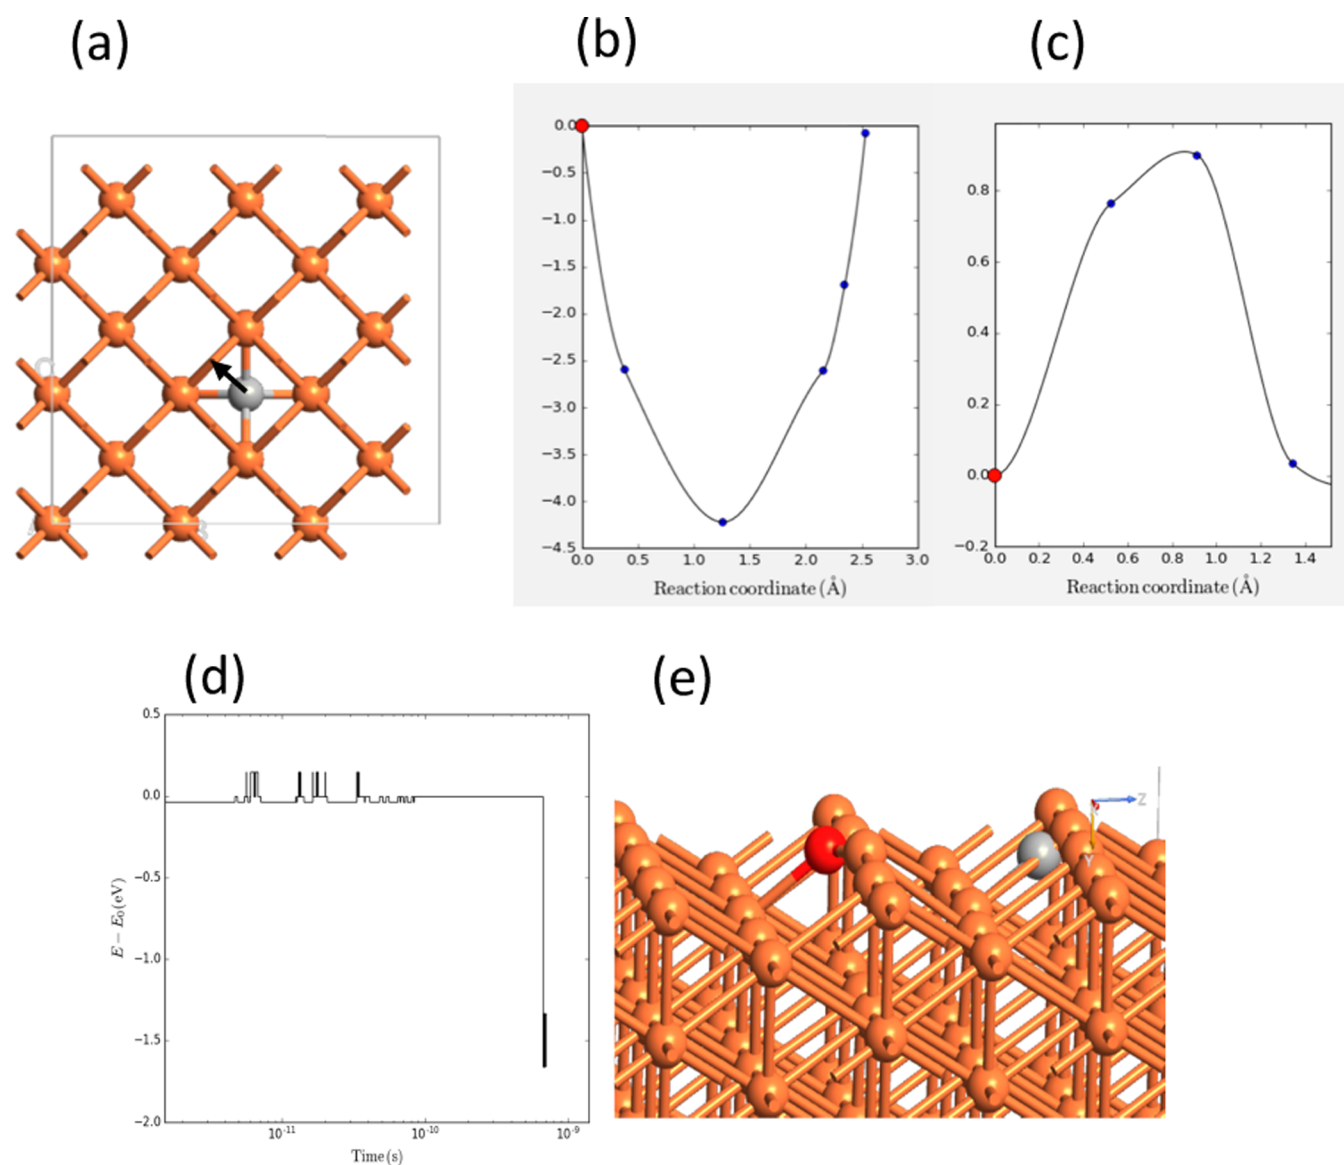 (a)
(b)
(c)
C
A
B
0.0
−0.5
−1.0
−1.5
−2.0
−2.5
−3.0
−3.5
−4.0
−4.5
0.0 0.5 1.0 1.5 2.0 2.5 3.0
Reaction coordinate (Å)
0.8
0.6
0.4
0.2
0.0
−0.2
0.0 0.2 0.4 0.6 0.8 1.0 1.2 1.4
Reaction coordinate (Å)
(d)
(e)
0.5
0.0
−0.5
−1.0
−1.5
−2.0
E − E₀ (eV)
10⁻¹¹ 10⁻¹⁰ 10⁻⁹
Time (s)
Z
Y